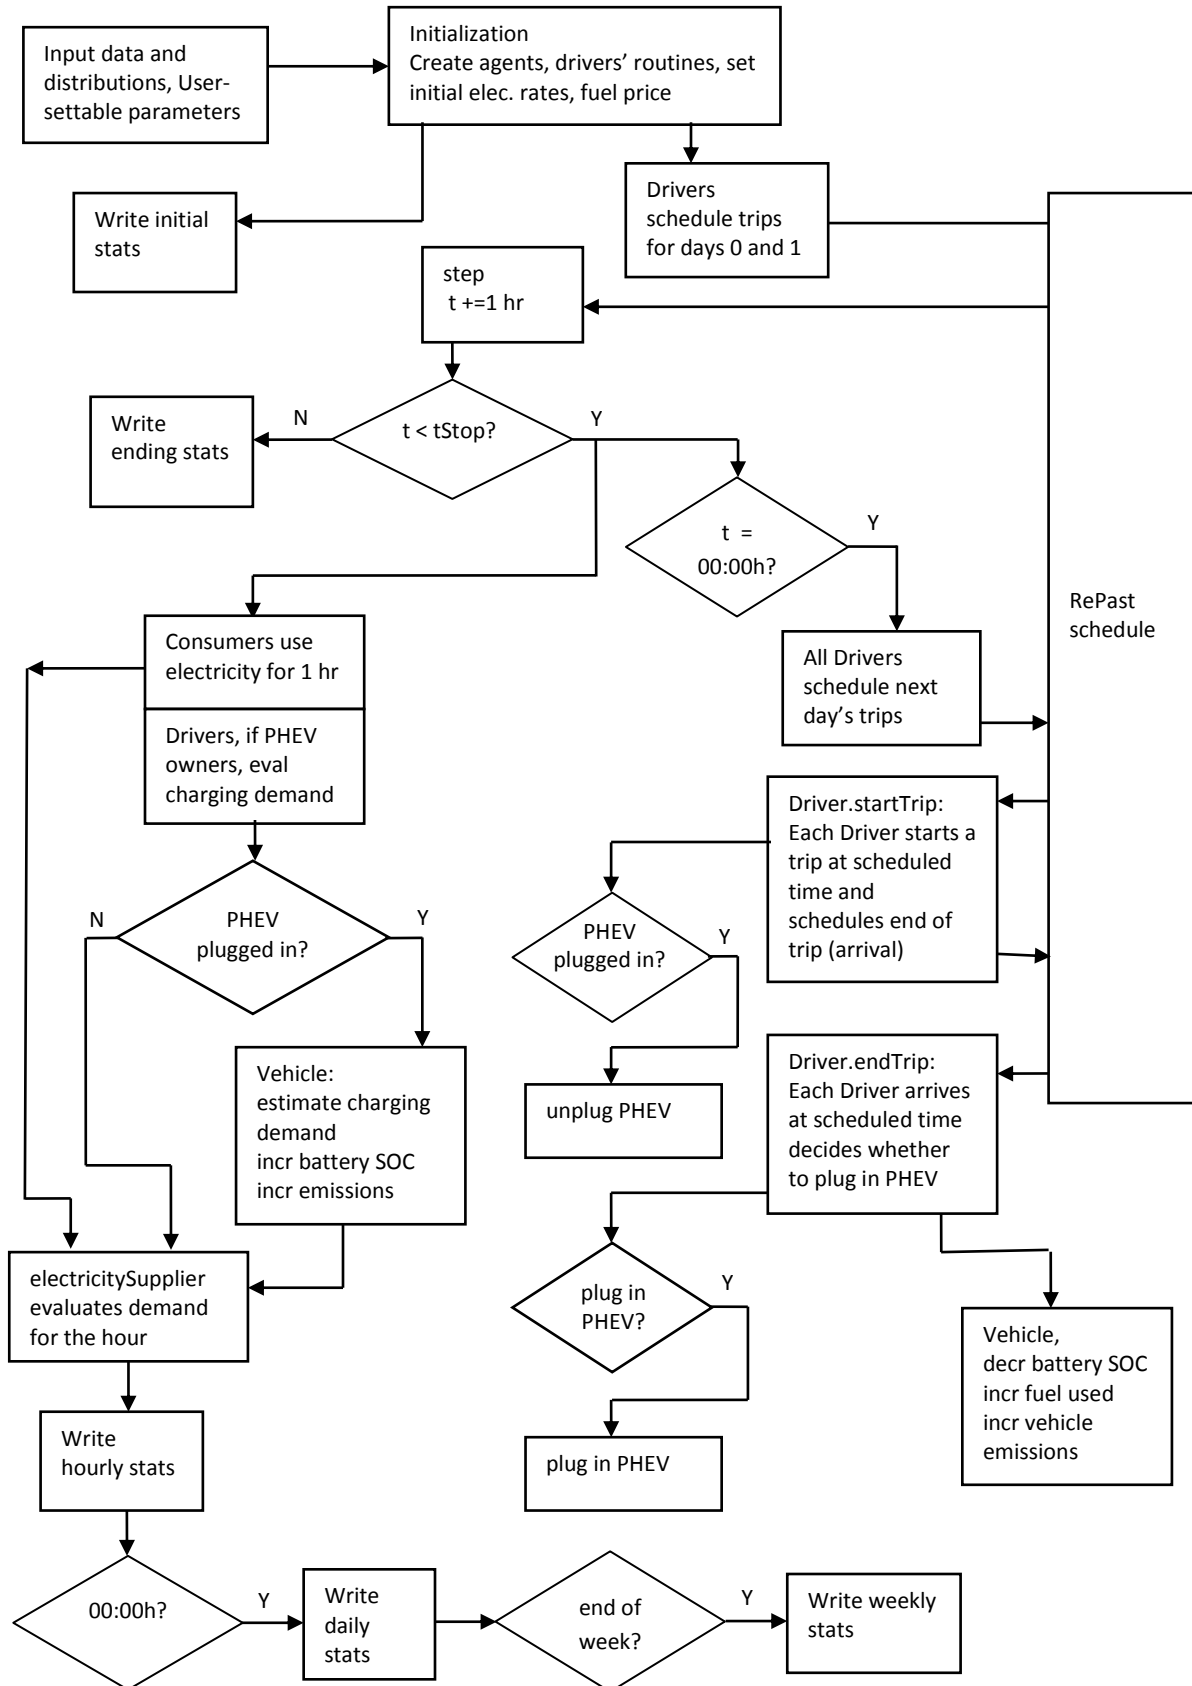 Input data and
distributions, User-
settable parameters
Initialization
Create agents, drivers' routines, set
initial elec. rates, fuel price
Write initial
stats
Drivers
schedule trips
for days 0 and 1
step
t +=1 hr
Write
ending stats
N
t < tStop?
Y
t =
00:00h?
Y
RePast
schedule
Consumers use
electricity for 1 hr
Drivers, if PHEV
owners, eval
charging demand
All Drivers
schedule next
day's trips
Driver.startTrip:
Each Driver starts a
trip at scheduled
time and
schedules end of
trip (arrival)
N
PHEV
plugged in?
Y
PHEV
plugged in?
Y
Vehicle:
estimate charging
demand
incr battery SOC
incr emissions
unplug PHEV
Driver.endTrip:
Each Driver arrives
at scheduled time
decides whether
to plug in PHEV
electricitySupplier
evaluates demand
for the hour
plug in
PHEV?
Y
Vehicle,
decr battery SOC
incr fuel used
incr vehicle
emissions
Write
hourly stats
plug in PHEV
00:00h?
Y
Write
daily
stats
end of
week?
Y
Write weekly
stats